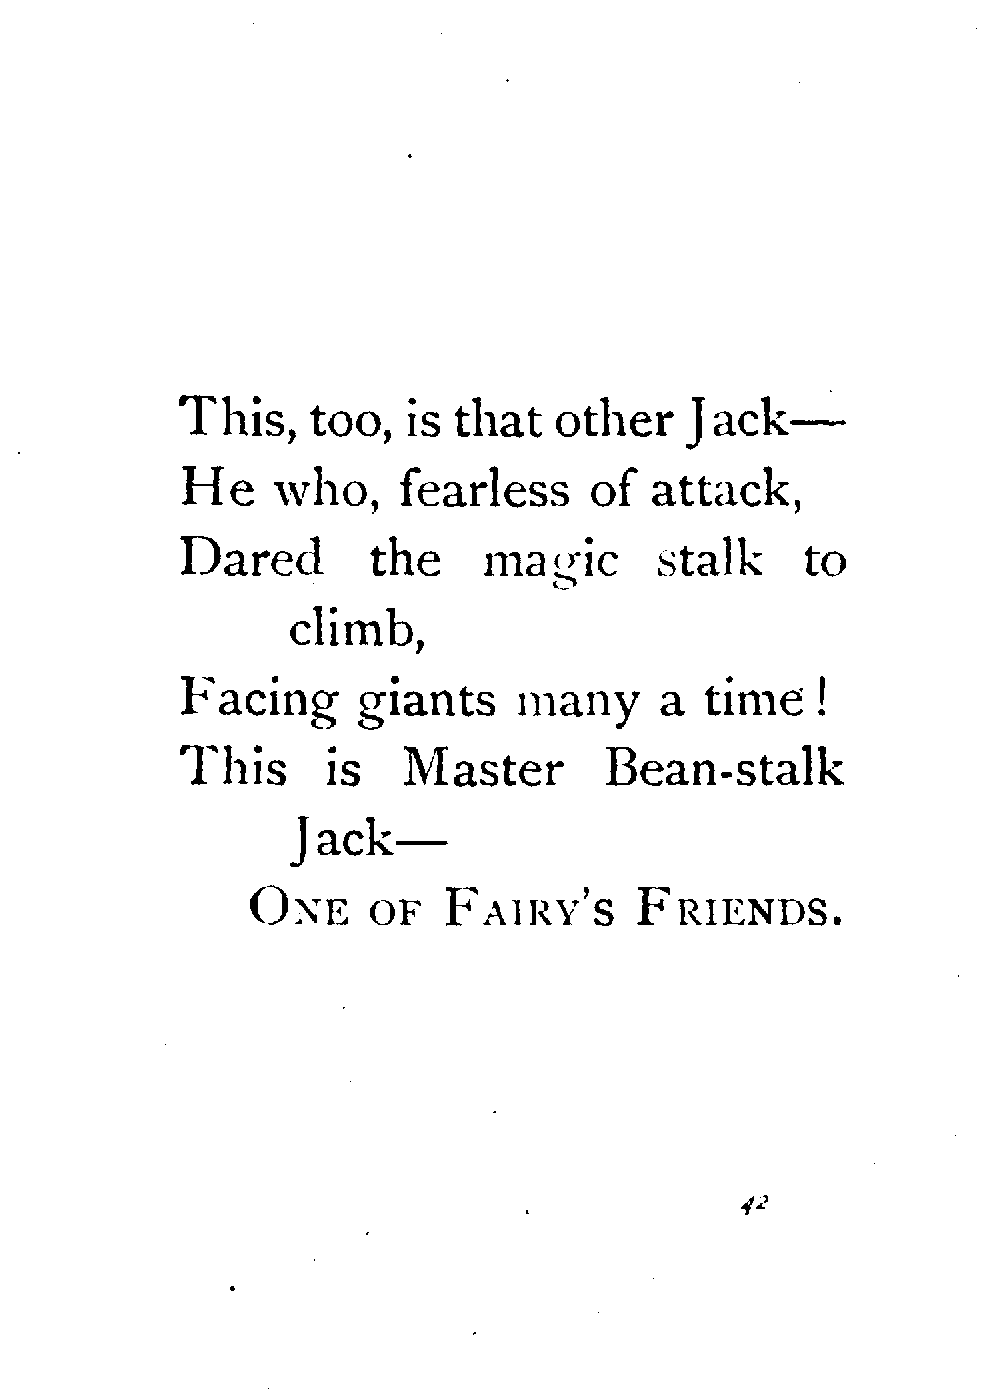 This, too, is that other Jack—
He who, fearless of attack,
Dared the magic stalk to
climb,
Facing giants many a time!
This is Master Bean-stalk
Jack—
ONE OF FAIRY'S FRIENDS.
42